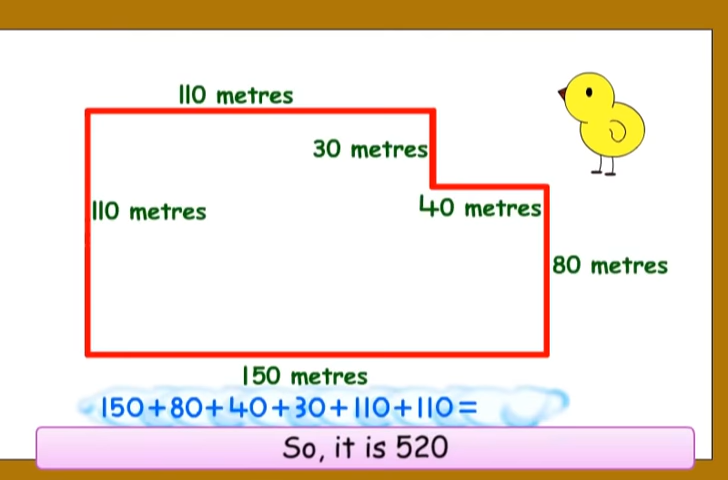 110 metres
30 metres
110 metres
40 metres
80 metres
150 metres
150+80+40+30+110+110=
So, it is 520